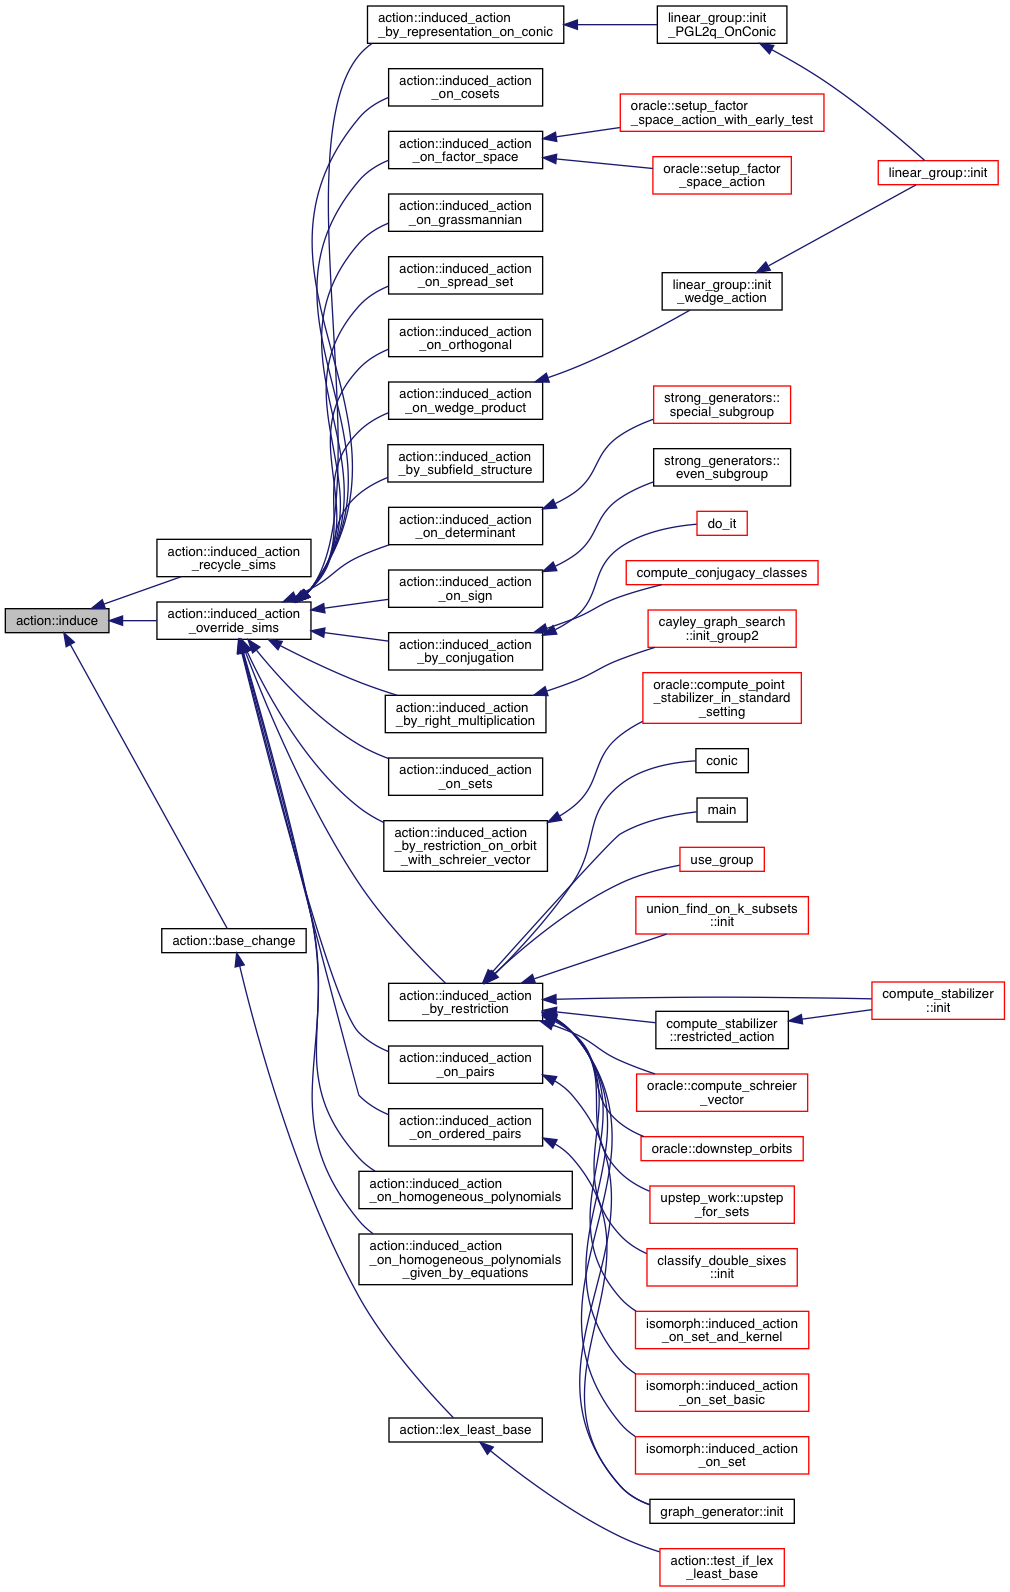 action::induced_action
_by_representation_on_conic
linear_group::init
_PGL2q_OnConic
action::induced_action
_on_cosets
oracle::setup_factor
_space_action_with_early_test
action::induced_action
_on_factor_space
oracle::setup_factor
_space_action
linear_group::init
action::induced_action
_on_grassmannian
action::induced_action
_on_spread_set
linear_group::init
_wedge_action
action::induced_action
_on_orthogonal
action::induced_action
_on_wedge_product
strong_generators::
special_subgroup
action::induced_action
_by_subfield_structure
strong_generators::
even_subgroup
action::induced_action
_on_determinant
do_it
action::induced_action
_recycle_sims
action::induced_action
_on_sign
compute_conjugacy_classes
action::induce
action::induced_action
_override_sims
action::induced_action
_by_conjugation
cayley_graph_search
::init_group2
action::induced_action
_by_right_multiplication
oracle::compute_point
_stabilizer_in_standard
_setting
action::induced_action
_on_sets
conic
main
action::induced_action
_by_restriction_on_orbit
_with_schreier_vector
use_group
union_find_on_k_subsets
::init
action::base_change
action::induced_action
_by_restriction
compute_stabilizer
::init
compute_stabilizer
::restricted_action
action::induced_action
_on_pairs
oracle::compute_schreier
_vector
action::induced_action
_on_ordered_pairs
oracle::downstep_orbits
action::induced_action
_on_homogeneous_polynomials
upstep_work::upstep
_for_sets
action::induced_action
_on_homogeneous_polynomials
_given_by_equations
classify_double_sixes
::init
isomorph::induced_action
_on_set_and_kernel
isomorph::induced_action
_on_set_basic
action::lex_least_base
isomorph::induced_action
_on_set
graph_generator::init
action::test_if_lex
_least_base